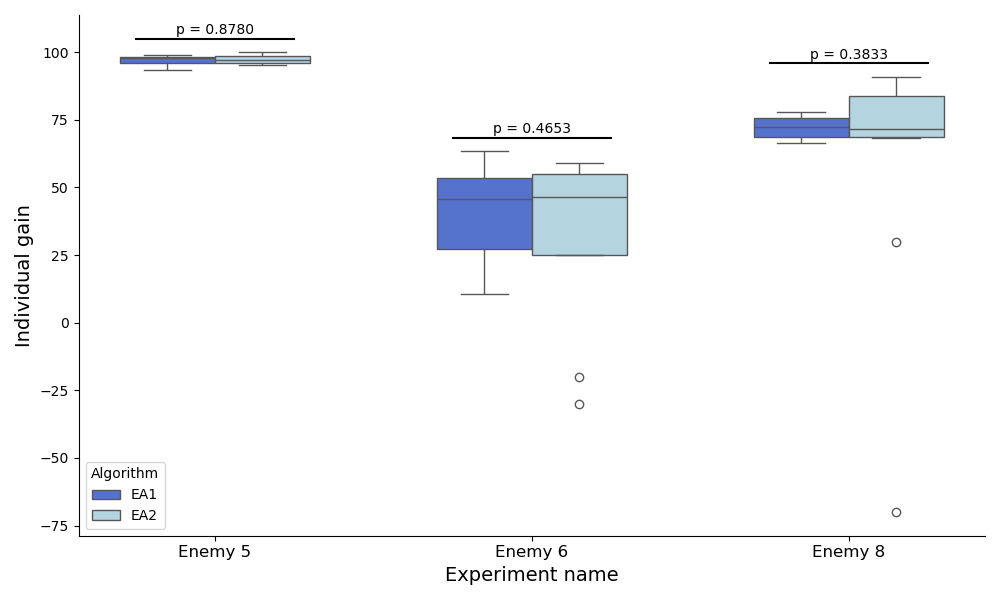 p = 0.8780
p = 0.3833
p = 0.4653
100
75
50
25
0
−25
−50
−75
Individual gain
Algorithm
EA1
EA2
Enemy 5
Enemy 6
Enemy 8
Experiment name